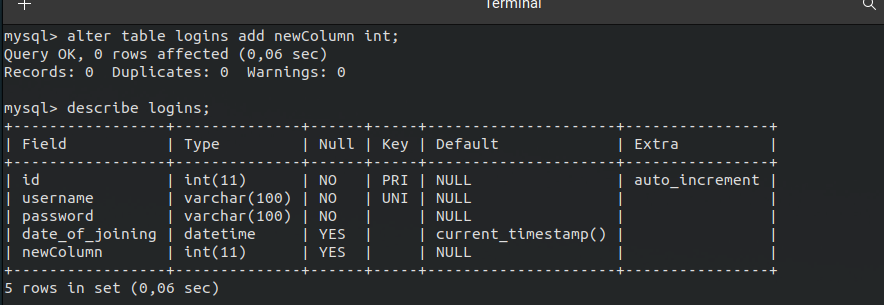 Terminal
mysql> alter table logins add newColumn int;
Query OK, 0 rows affected (0,06 sec)
Records: 0  Duplicates: 0  Warnings: 0
mysql> describe logins;
+-----------------+--------------+------+-----+---------------------+----------------+
| Field           | Type         | Null | Key | Default             | Extra          |
+-----------------+--------------+------+-----+---------------------+----------------+
| id              | int(11)      | NO   | PRI | NULL                | auto_increment |
| username        | varchar(100) | NO   | UNI | NULL                |                |
| password        | varchar(100) | NO   |     | NULL                |                |
| date_of_joining | datetime     | YES  |     | current_timestamp() |                |
| newColumn       | int(11)      | YES  |     | NULL                |                |
+-----------------+--------------+------+-----+---------------------+----------------+
5 rows in set (0,06 sec)